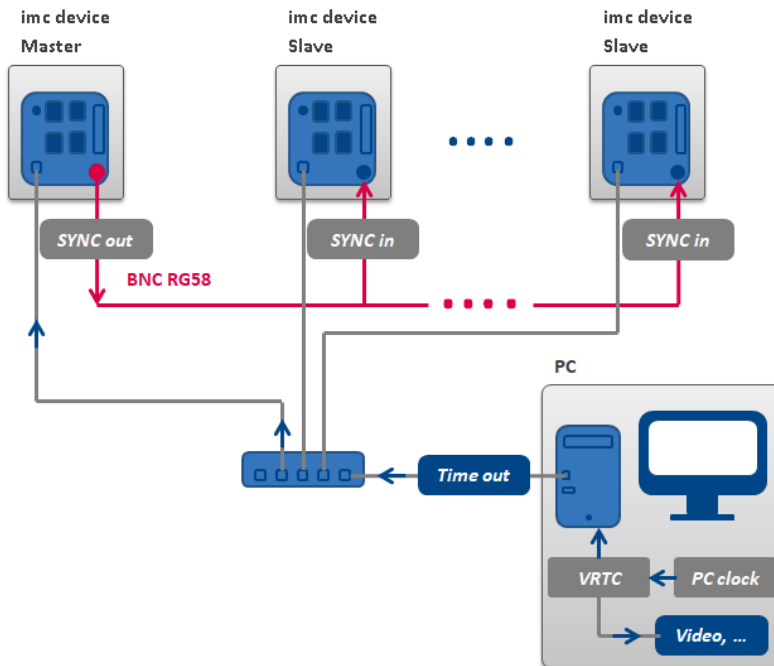 imc device
Master
imc device
Slave
imc device
Slave
SYNC out
SYNC in
SYNC in
BNC RG58
PC
Time out
VRTC
PC clock
Video, ...